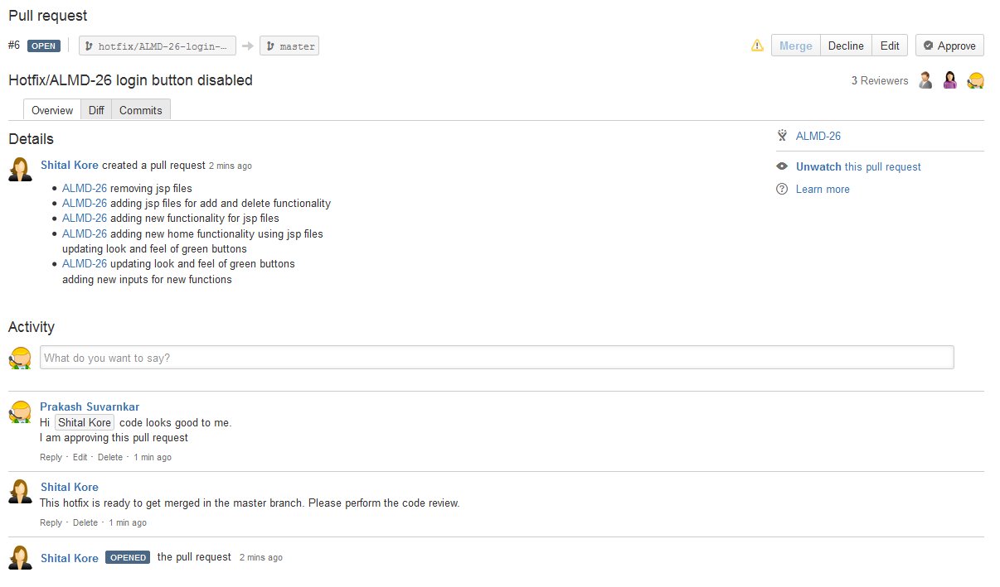 Pull request
#6 OPEN hotfix/ALMD-26-login-… master Merge Decline Edit Approve
Hotfix/ALMD-26 login button disabled 3 Reviewers
Overview Diff Commits
Details
ALMD-26
Unwatch this pull request
Learn more
Shital Kore created a pull request 2 mins ago
ALMD-26 removing jsp files
ALMD-26 adding jsp files for add and delete functionality
ALMD-26 adding new functionality for jsp files
ALMD-26 adding new home functionality using jsp files
updating look and feel of green buttons
ALMD-26 updating look and feel of green buttons
adding new inputs for new functions
Activity
What do you want to say?
Prakash Suvarnkar
Hi Shital Kore code looks good to me.
I am approving this pull request
Reply · Edit · Delete · 1 min ago
Shital Kore
This hotfix is ready to get merged in the master branch. Please perform the code review.
Reply · Delete · 1 min ago
Shital Kore OPENED the pull request 2 mins ago